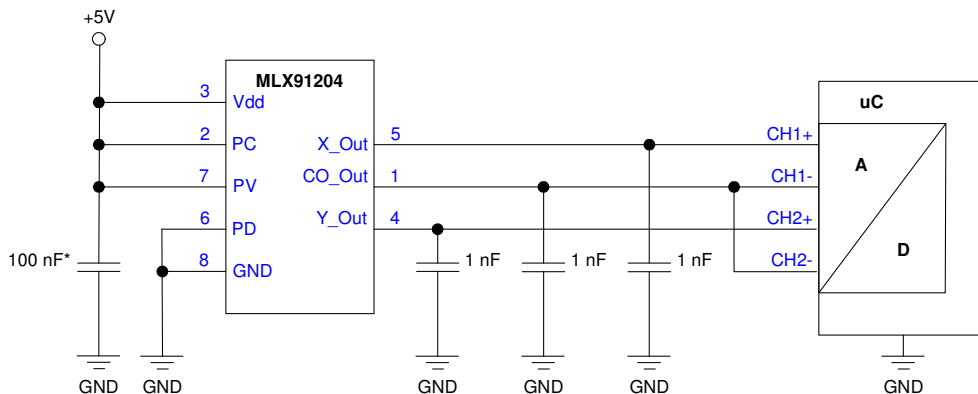 +5V
MLX91204
uC
3
Vdd
2
PC
X_Out
5
CH1+
7
PV
CO_Out
1
CH1-
A
6
PD
Y_Out
4
CH2+
8
GND
CH2-
D
100 nF*
1 nF
1 nF
1 nF
GND
GND
GND
GND
GND
GND